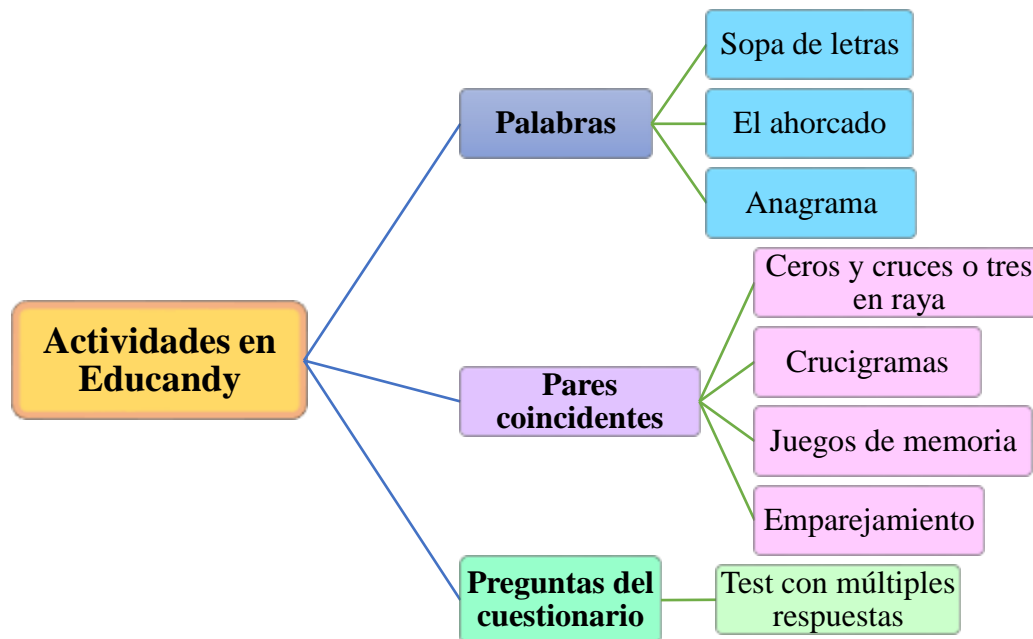 Actividades en
Educandy
Palabras
Sopa de letras
El ahorcado
Anagrama
Pares
coincidentes
Ceros y cruces o tres
en raya
Crucigramas
Juegos de memoria
Emparejamiento
Preguntas del
cuestionario
Test con múltiples
respuestas